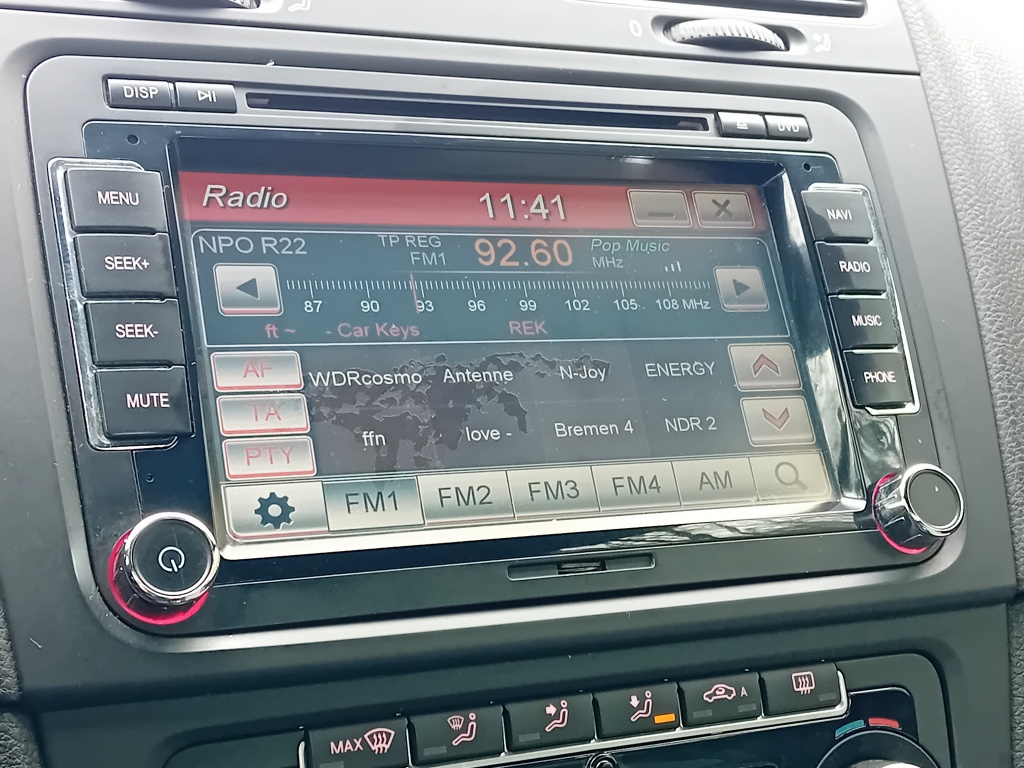 0
DISP
DVD
MENU
SEEK+
SEEK-
MUTE
Radio 11:41
NPO R22 TP REG FM1 92.60 MHz Pop Music
87 90 93 96 99 102 105 108 MHz
ft ~ - Car Keys REK
AF WDRcosmo Antenne N-Joy ENERGY
TA
ffn love - Bremen 4 NDR 2
PTY
FM1 FM2 FM3 FM4 AM
NAVI
RADIO
MUSIC
PHONE
MAX
A